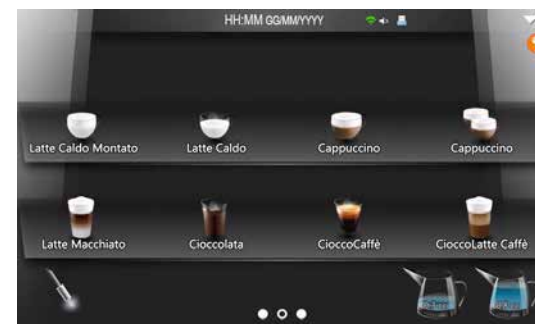 HH:MM GG/MM/YYYY
Latte Caldo Montato Latte Caldo Cappuccino Cappuccino
Latte Macchiato Cioccolata CioccoCaffè CioccoLatte Caffè